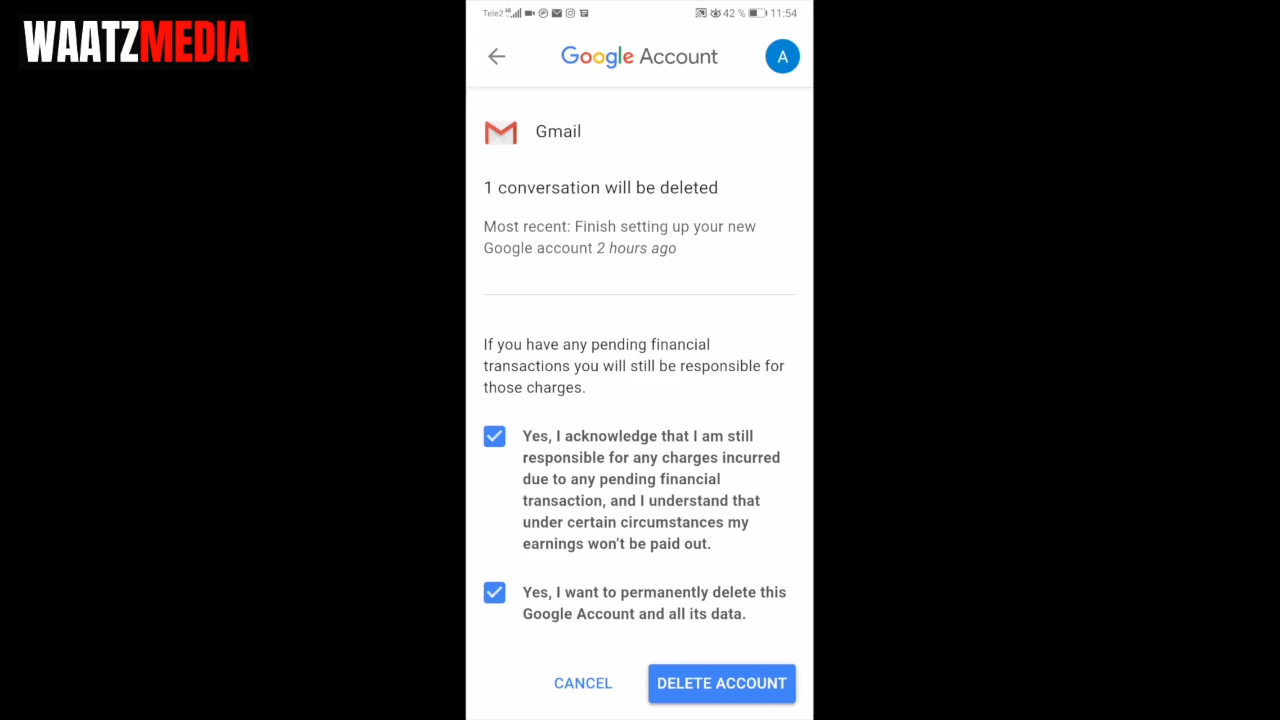 WAATZMEDIA
Tele2 42 % 11:54
Google Account
A
Gmail
1 conversation will be deleted
Most recent: Finish setting up your new
Google account 2 hours ago
If you have any pending financial
transactions you will still be responsible for
those charges.
Yes, I acknowledge that I am still
responsible for any charges incurred
due to any pending financial
transaction, and I understand that
under certain circumstances my
earnings won't be paid out.
Yes, I want to permanently delete this
Google Account and all its data.
CANCEL DELETE ACCOUNT